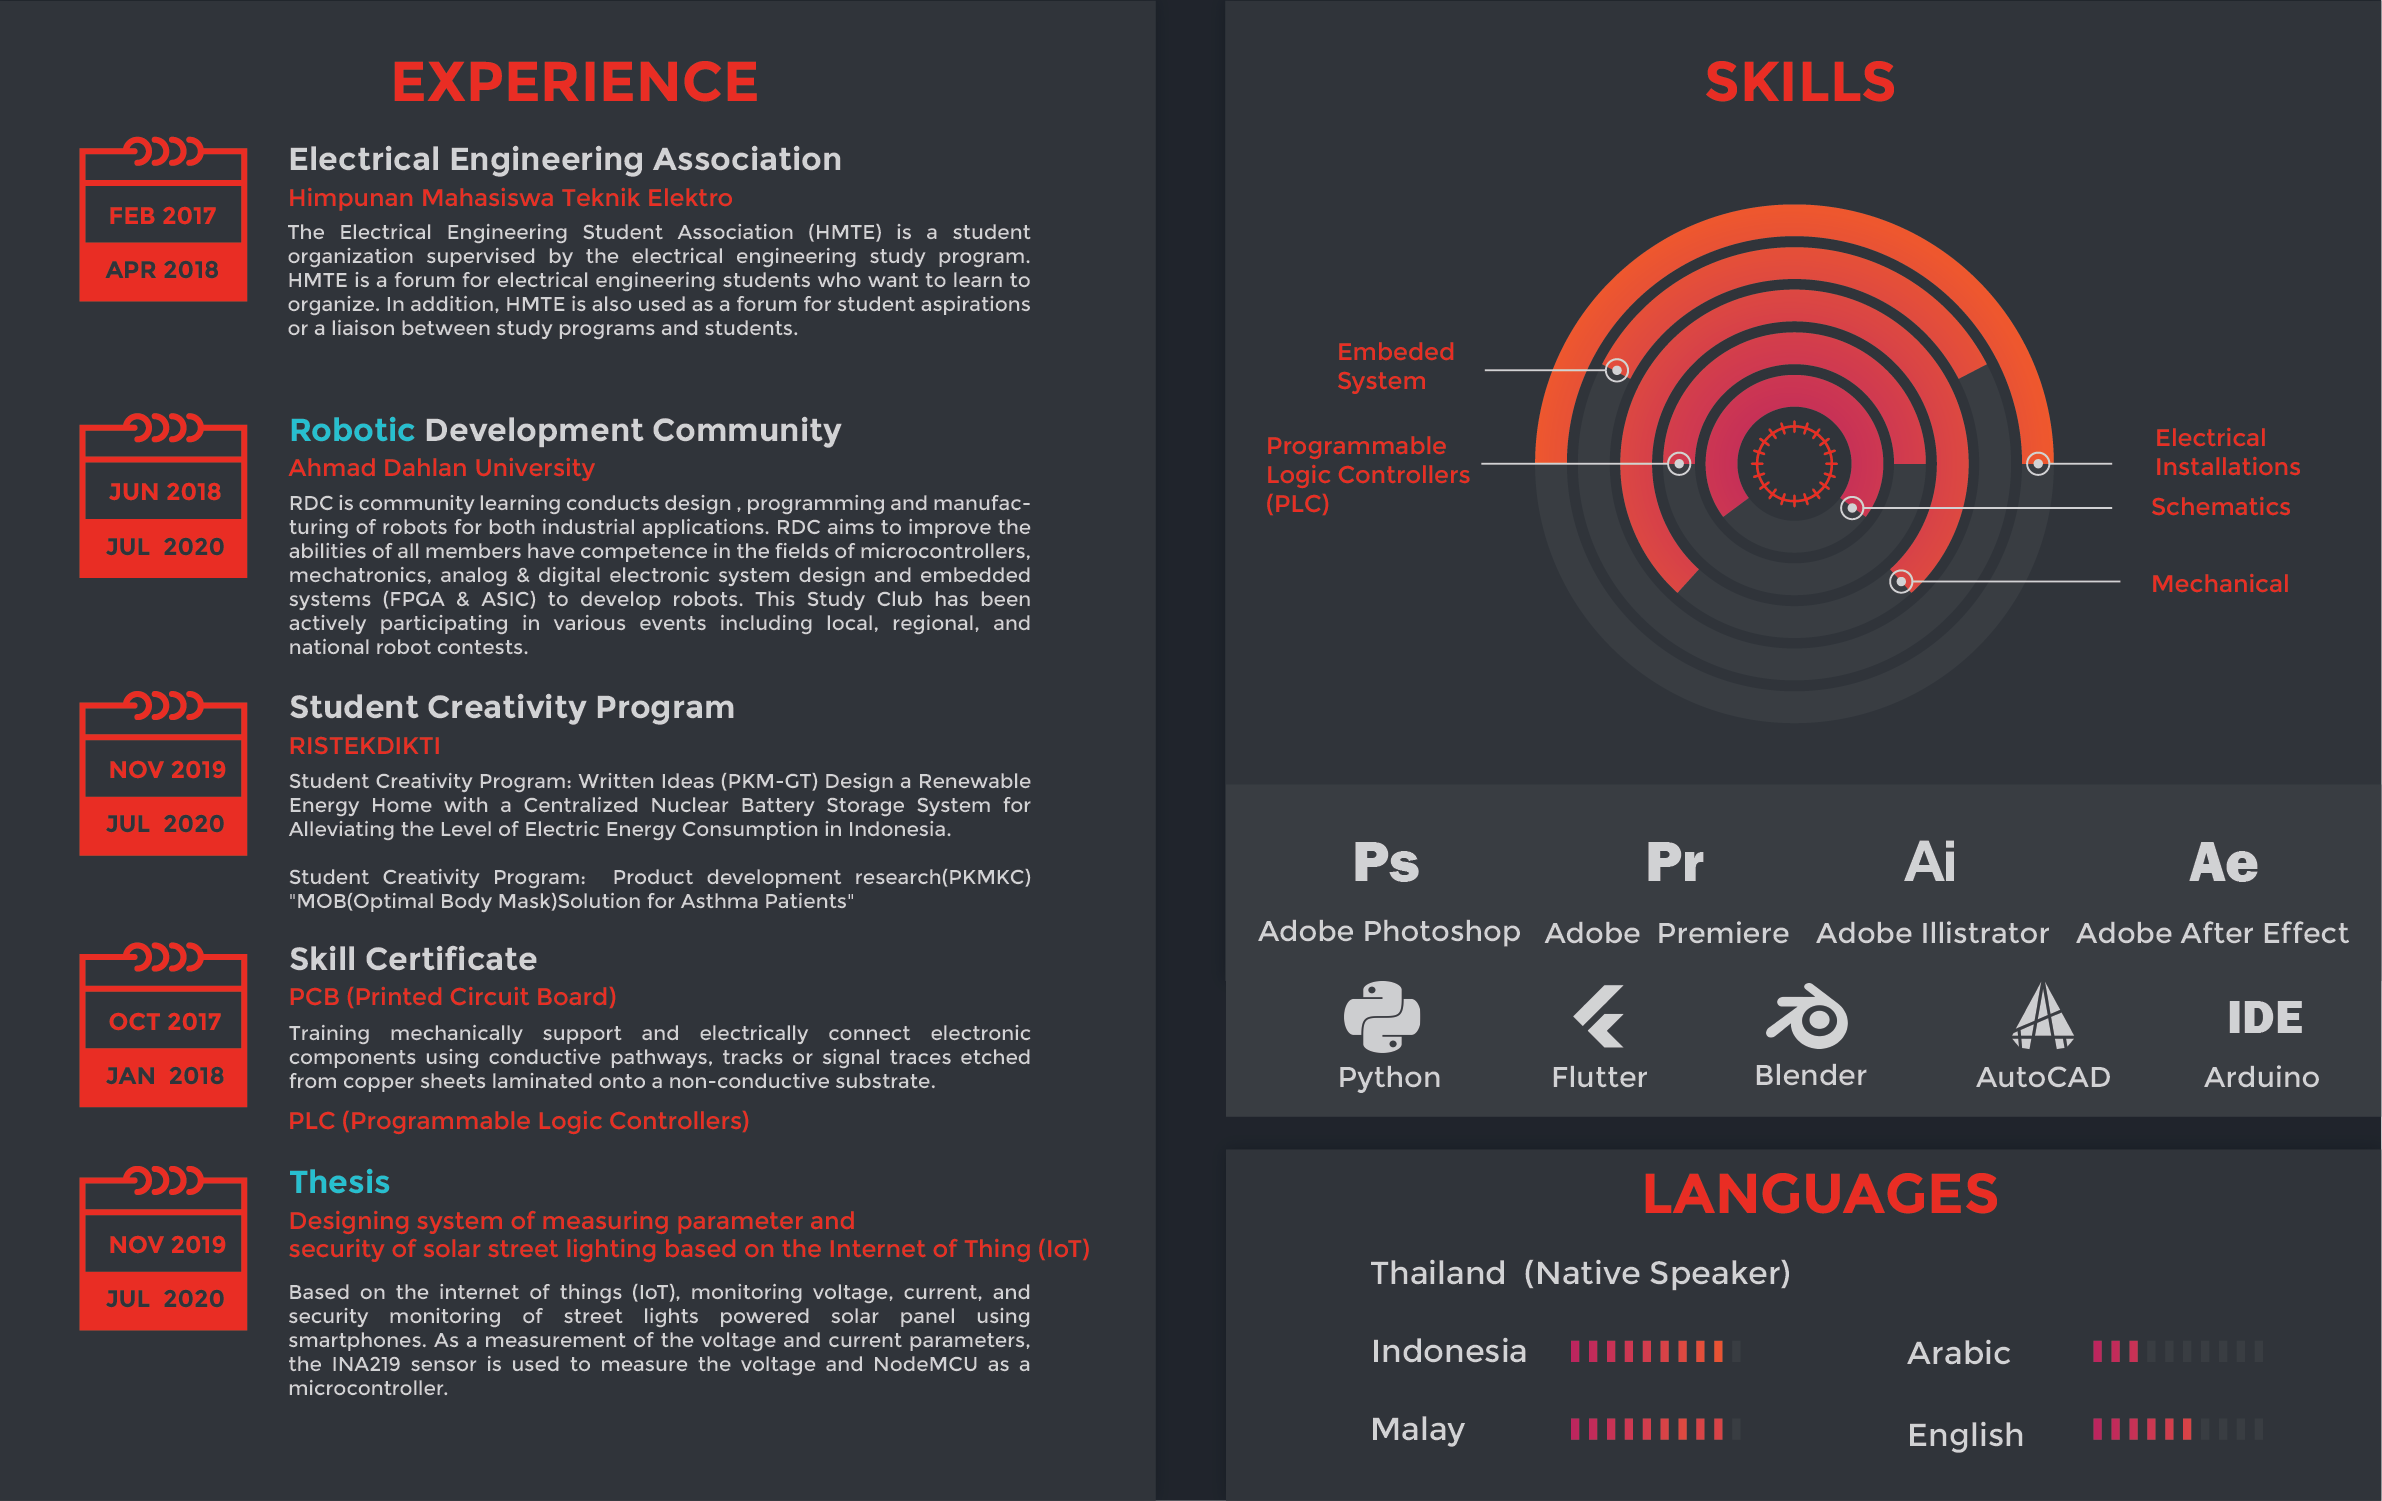 EXPERIENCE
FEB 2017
APR 2018
Electrical Engineering Association
Himpunan Mahasiswa Teknik Elektro
The Electrical Engineering Student Association (HMTE) is a student
organization supervised by the electrical engineering study program.
HMTE is a forum for electrical engineering students who want to learn to
organize. In addition, HMTE is also used as a forum for student aspirations
or a liaison between study programs and students.
JUN 2018
JUL 2020
Robotic Development Community
Ahmad Dahlan University
RDC is community learning conducts design , programming and manufac-
turing of robots for both industrial applications. RDC aims to improve the
abilities of all members have competence in the fields of microcontrollers,
mechatronics, analog & digital electronic system design and embedded
systems (FPGA & ASIC) to develop robots. This Study Club has been
actively participating in various events including local, regional, and
national robot contests.
NOV 2019
JUL 2020
Student Creativity Program
RISTEKDIKTI
Student Creativity Program: Written Ideas (PKM-GT) Design a Renewable
Energy Home with a Centralized Nuclear Battery Storage System for
Alleviating the Level of Electric Energy Consumption in Indonesia.
Student Creativity Program: Product development research(PKMKC)
"MOB(Optimal Body Mask)Solution for Asthma Patients"
OCT 2017
JAN 2018
Skill Certificate
PCB (Printed Circuit Board)
Training mechanically support and electrically connect electronic
components using conductive pathways, tracks or signal traces etched
from copper sheets laminated onto a non-conductive substrate.
PLC (Programmable Logic Controllers)
NOV 2019
JUL 2020
Thesis
Designing system of measuring parameter and
security of solar street lighting based on the Internet of Thing (IoT)
Based on the internet of things (IoT), monitoring voltage, current, and
security monitoring of street lights powered solar panel using
smartphones. As a measurement of the voltage and current parameters,
the INA219 sensor is used to measure the voltage and NodeMCU as a
microcontroller.
SKILLS
Embeded
System
Programmable
Logic Controllers
(PLC)
Electrical
Installations
Schematics
Mechanical
Ps Pr Ai Ae
Adobe Photoshop Adobe Premiere Adobe Illistrator Adobe After Effect
IDE
Python Flutter Blender AutoCAD Arduino
LANGUAGES
Thailand (Native Speaker)
Indonesia Arabic
Malay English